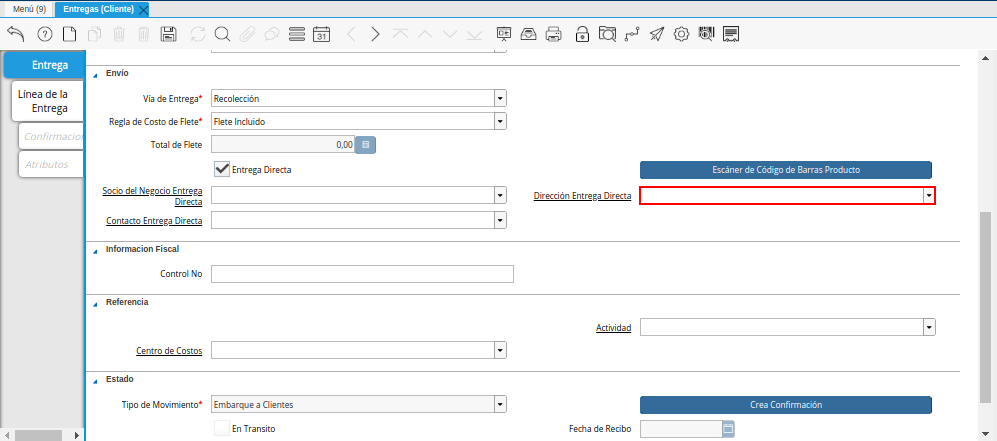 Menú (9) Entregas (Cliente)
31
Entrega
Línea de la
Entrega
Confirmacio
Atributos
Envío
Vía de Entrega* Recolección
Regla de Costo de Flete* Flete Incluido
Total de Flete 0,00
Entrega Directa Escáner de Código de Barras Producto
Socio del Negocio Entrega
Directa
Dirección Entrega Directa
Contacto Entrega Directa
Informacion Fiscal
Control No
Referencia
Actividad
Centro de Costos
Estado
Tipo de Movimiento* Embarque a Clientes Crea Confirmación
En Transito Fecha de Recibo